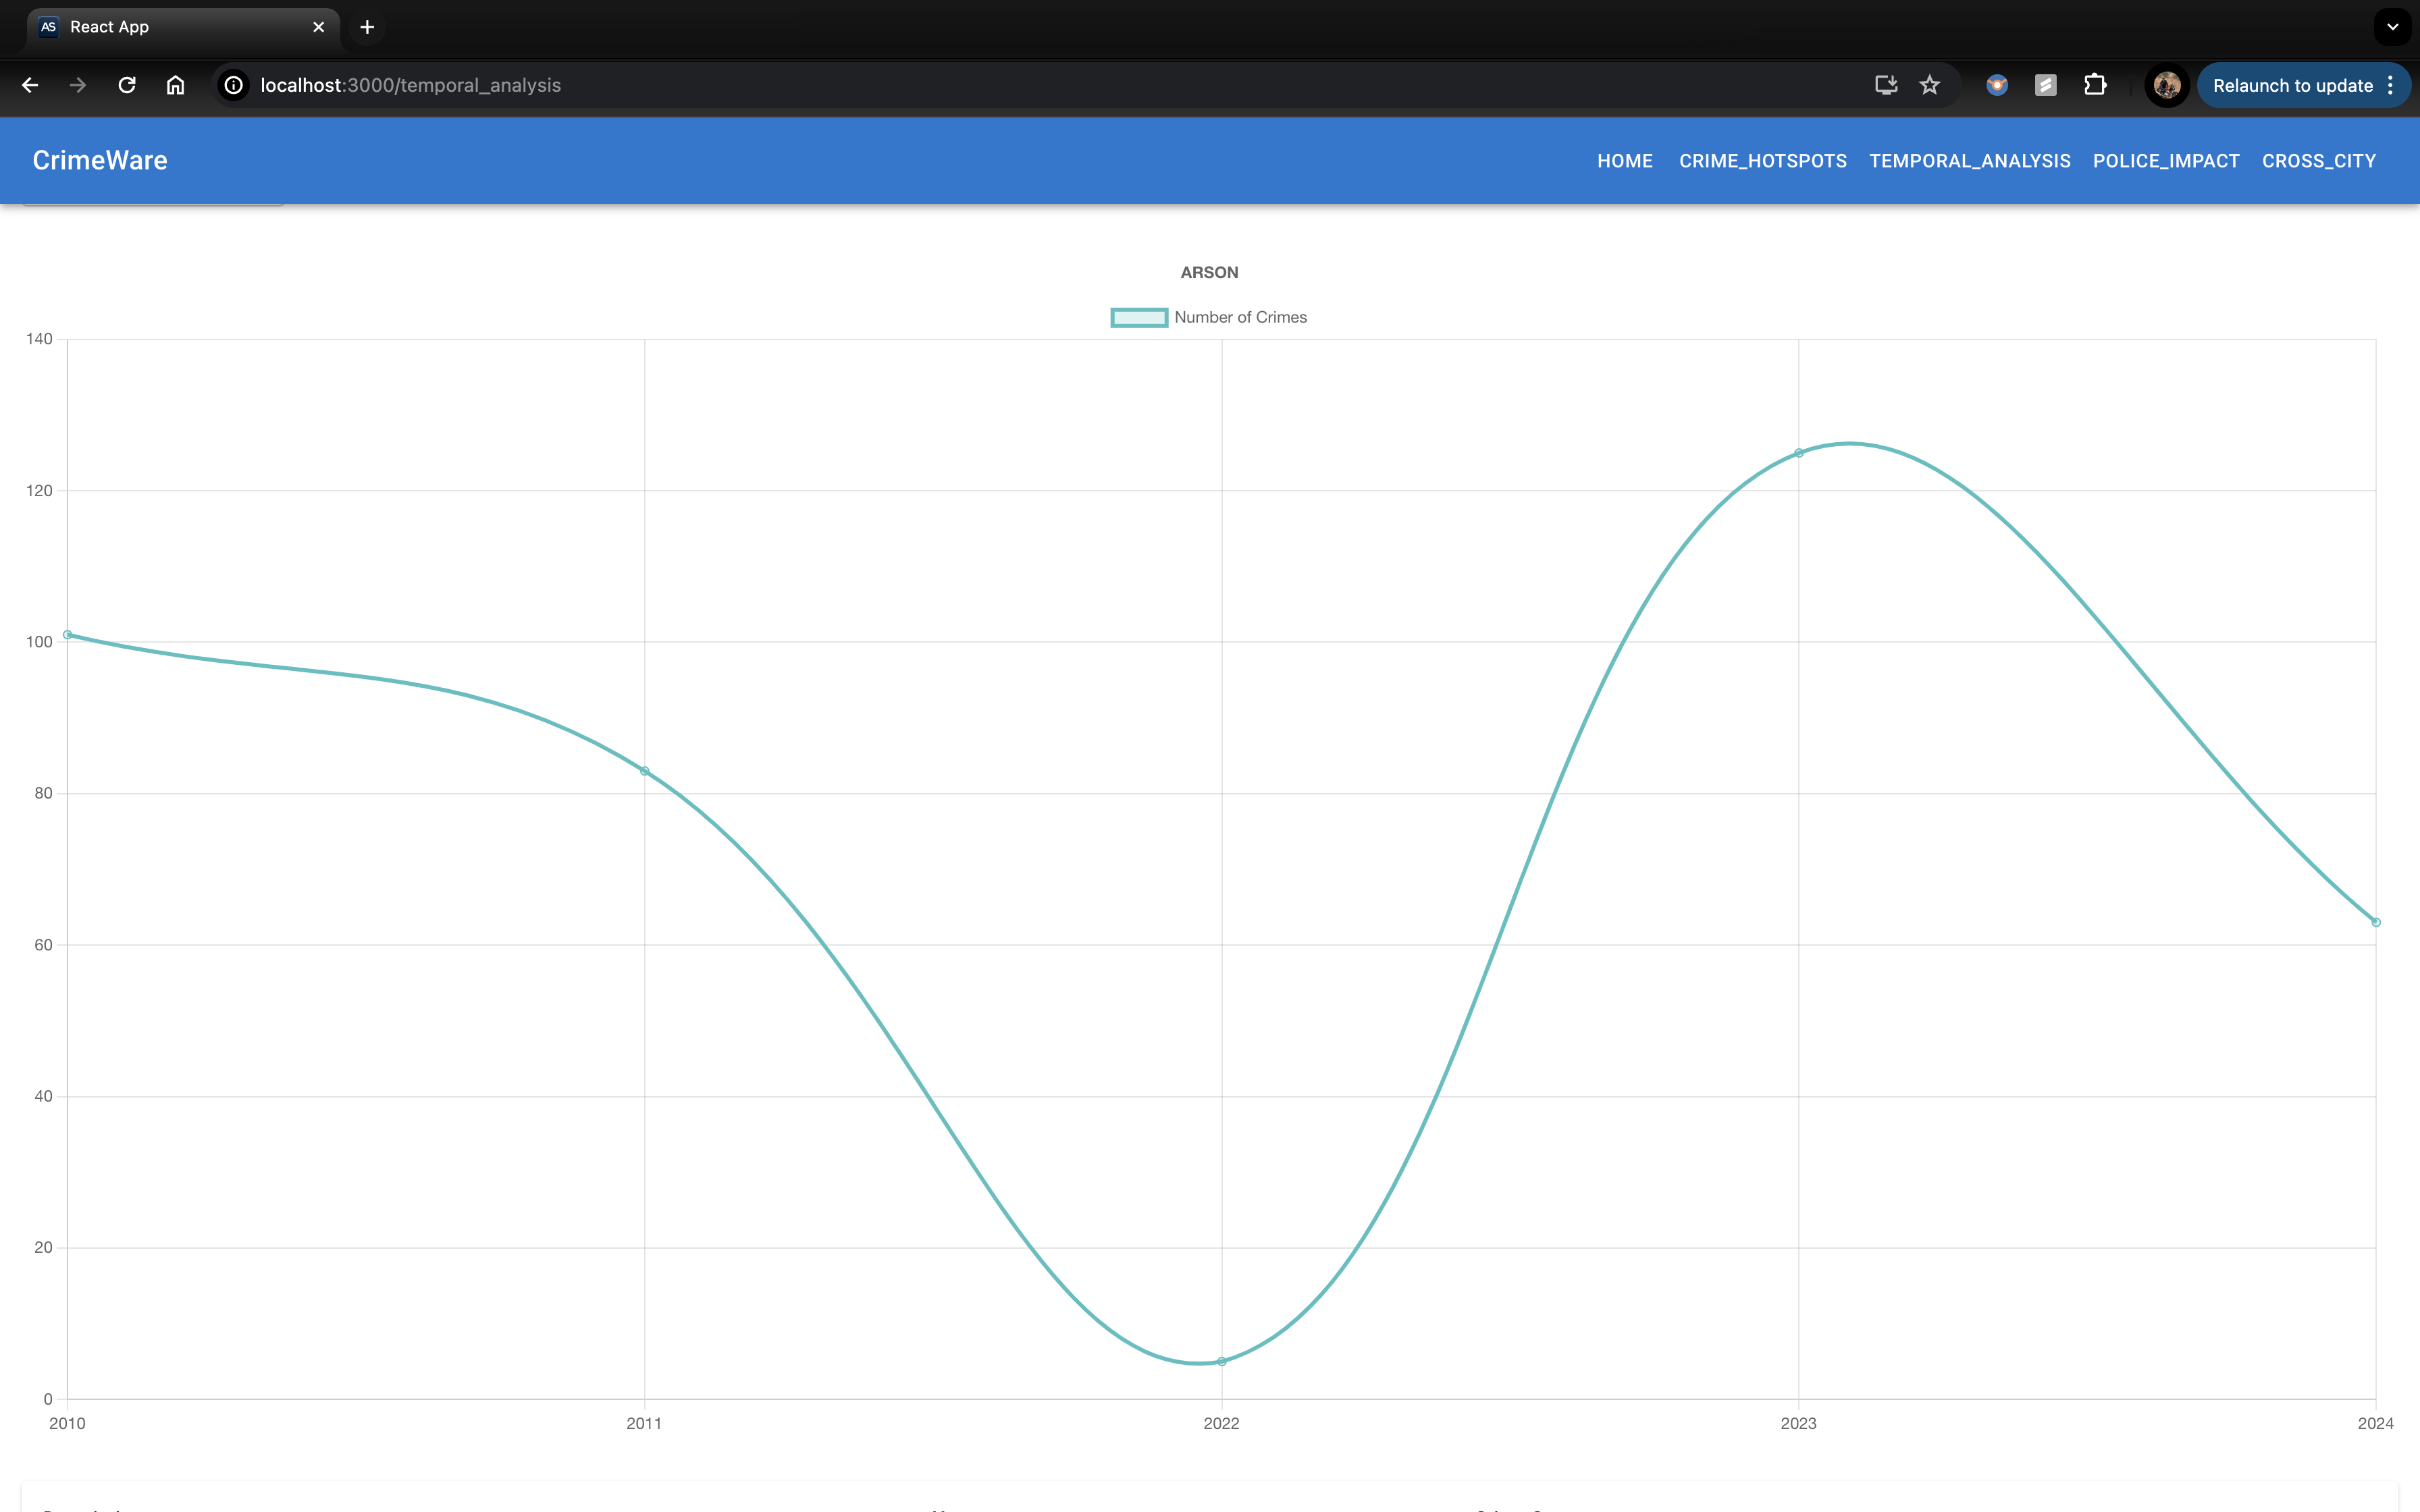 AS React App
localhost:3000/temporal_analysis
Relaunch to update
CrimeWare
HOME CRIME_HOTSPOTS TEMPORAL_ANALYSIS POLICE_IMPACT CROSS_CITY
ARSON
Number of Crimes
140
120
100
80
60
40
20
0
2010 2011 2022 2023 2024